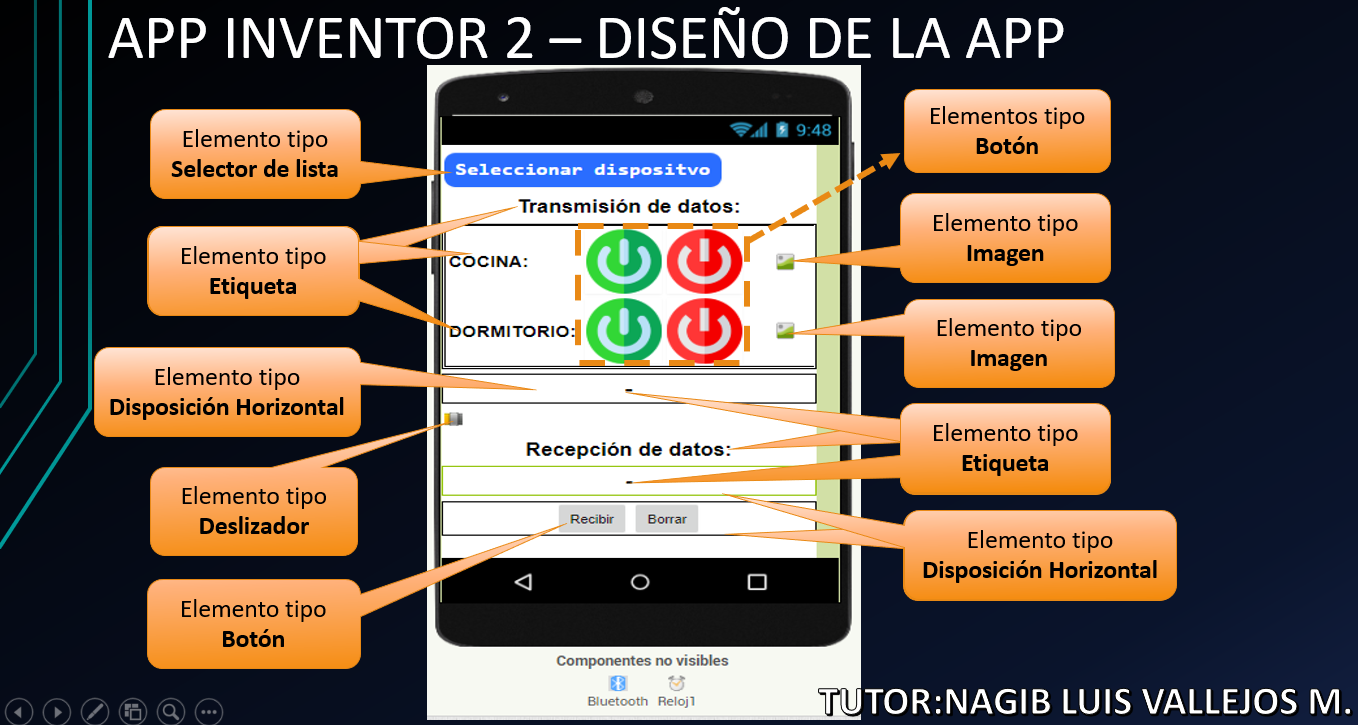 APP INVENTOR 2 – DISEÑO DE LA APP
Elemento tipo
Selector de lista
Elemento tipo
Etiqueta
Elemento tipo
Disposición Horizontal
Elemento tipo
Deslizador
Elemento tipo
Botón
9:48
Seleccionar dispositvo
Transmisión de datos:
COCINA:
DORMITORIO:
-
Recepción de datos:
-
Recibir Borrar
Componentes no visibles
Bluetooth Reloj1
Elementos tipo
Botón
Elemento tipo
Imagen
Elemento tipo
Imagen
Elemento tipo
Etiqueta
Elemento tipo
Disposición Horizontal
TUTOR:NAGIB LUIS VALLEJOS M.